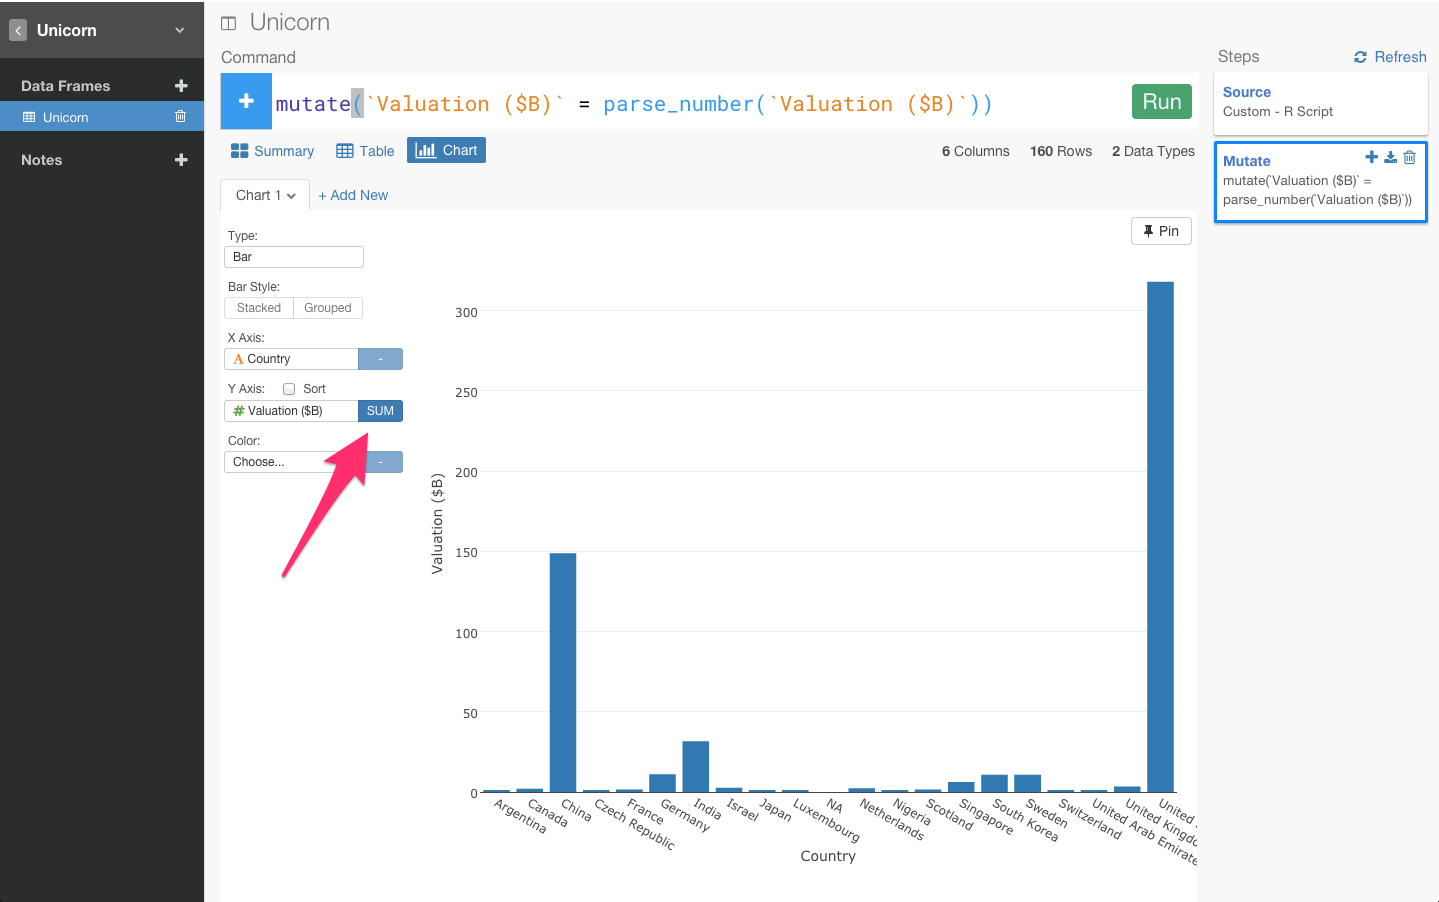 Unicorn
Data Frames
Unicorn
Notes
Unicorn
Command
mutate(`Valuation ($B)` = parse_number(`Valuation ($B)`))
Run
Summary
Table
Chart
6 Columns
160 Rows
2 Data Types
Chart 1
+ Add New
Type:
Bar
Bar Style:
Stacked
Grouped
X Axis:
A Country
-
Y Axis:
Sort
# Valuation ($B)
SUM
Color:
Choose...
-
Pin
300
250
200
150
100
50
0
Valuation ($B)
Argentina
Canada
China
Czech Republic
France
Germany
India
Israel
Japan
Luxembourg
NA
Netherlands
Nigeria
Scotland
Singapore
South Korea
Sweden
Switzerland
United Arab Emirate
United Kingdo
United
Country
Steps
Refresh
Source
Custom - R Script
Mutate
mutate(`Valuation ($B)` =
parse_number(`Valuation ($B)`))